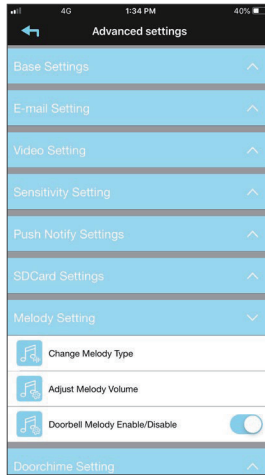 4G 1:34 PM 40%
Advanced settings
Base Settings
E-mail Setting
Video Setting
Sensitivity Setting
Push Notify Settings
SDCard Settings
Melody Setting
Change Melody Type
Adjust Melody Volume
Doorbell Melody Enable/Disable
Doorchime Setting